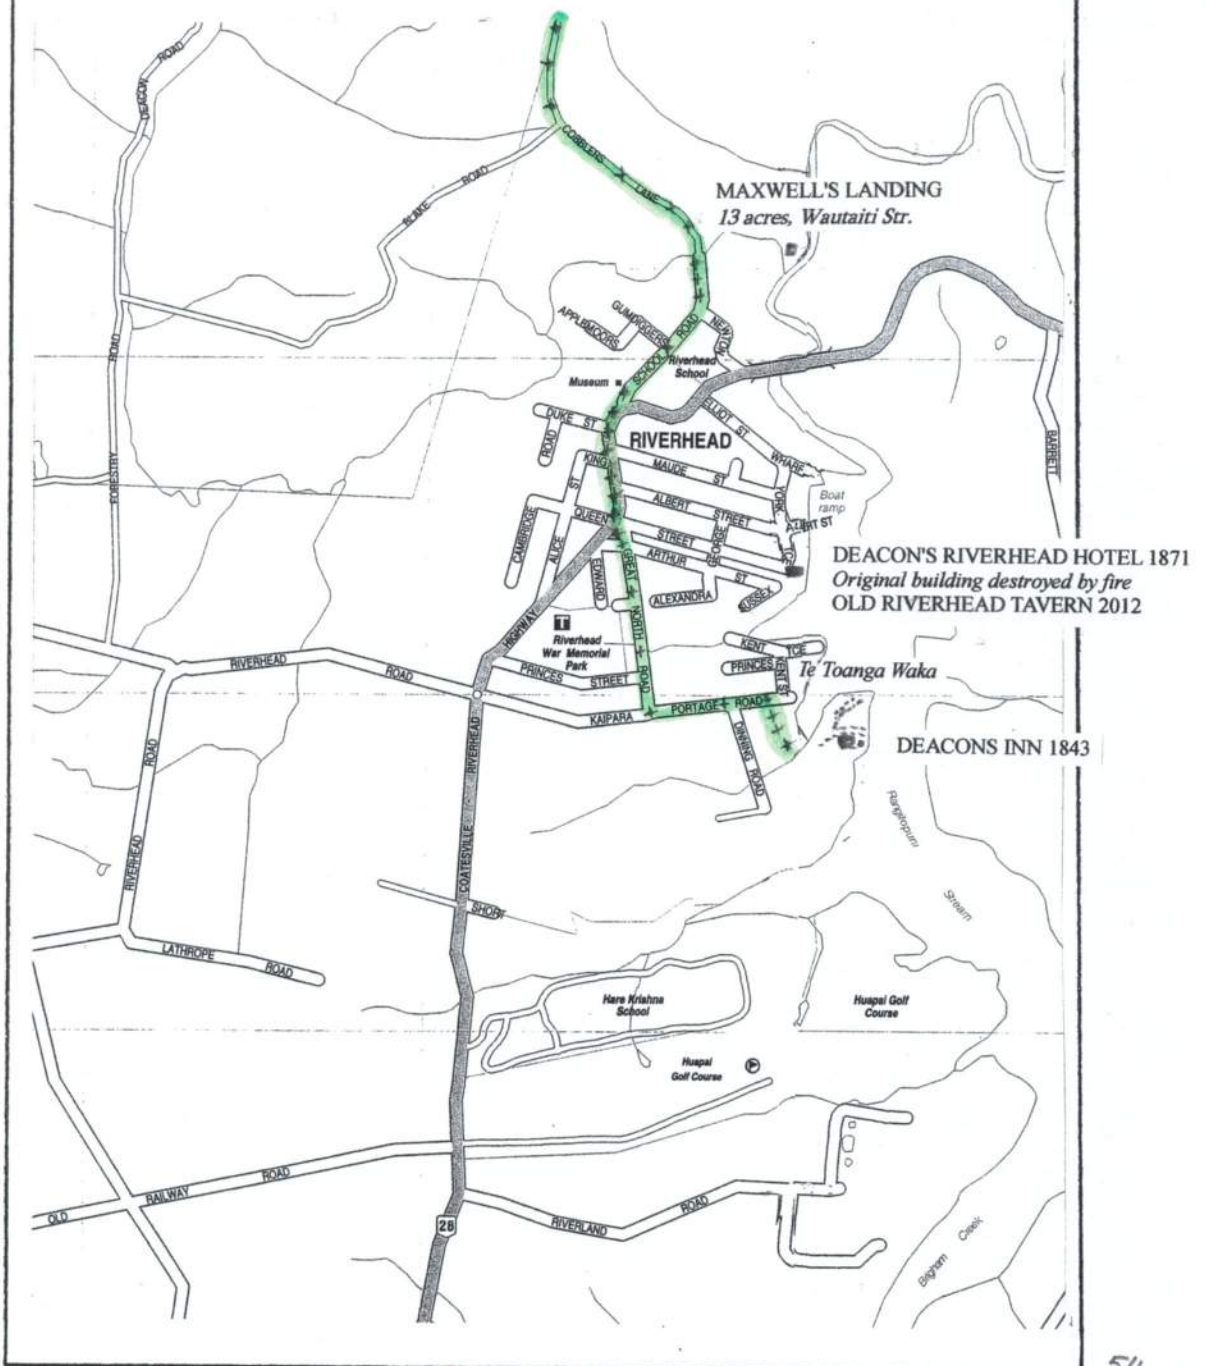 DEACON ROAD
COBBLERS LANE
BLAKE ROAD
MAXWELL'S LANDING
13 acres, Wautaiti Str.
GUMDIGGERS
APPLEMOORS
NEWTON
SCHOOL ROAD
Riverhead
School
Museum
DUKE ST
ROAD
ELLIOT ST
RIVERHEAD
FORESTRY ROAD
BARRETT
KING ST
MAUDE ST
WHARF
YORK TCE
Boat
ramp
ALBERT STREET
ALBERT ST
CAMBRIDGE
ALICE
QUEEN STREET
GEORGE
ARTHUR ST
EDWARD
ALEXANDRA
SUSSEX
DEACON'S RIVERHEAD HOTEL 1871
Original building destroyed by fire
OLD RIVERHEAD TAVERN 2012
GREAT NORTH ROAD
HIGHWAY
T
Riverhead
War Memorial
Park
KENT TCE
PRINCES
KENT ST
Te Toanga Waka
RIVERHEAD ROAD
PRINCES STREET
KAIPARA PORTAGE ROAD
DINNING ROAD
DEACONS INN 1843
COATESVILLE RIVERHEAD
RIVERHEAD ROAD
Rangitopuni Stream
SHORT
LATHROPE ROAD
Hare Krishna
School
Huapai Golf
Course
Huapai
Golf Course
OLD RAILWAY ROAD
28
RIVERLAND ROAD
Brigham Creek
54